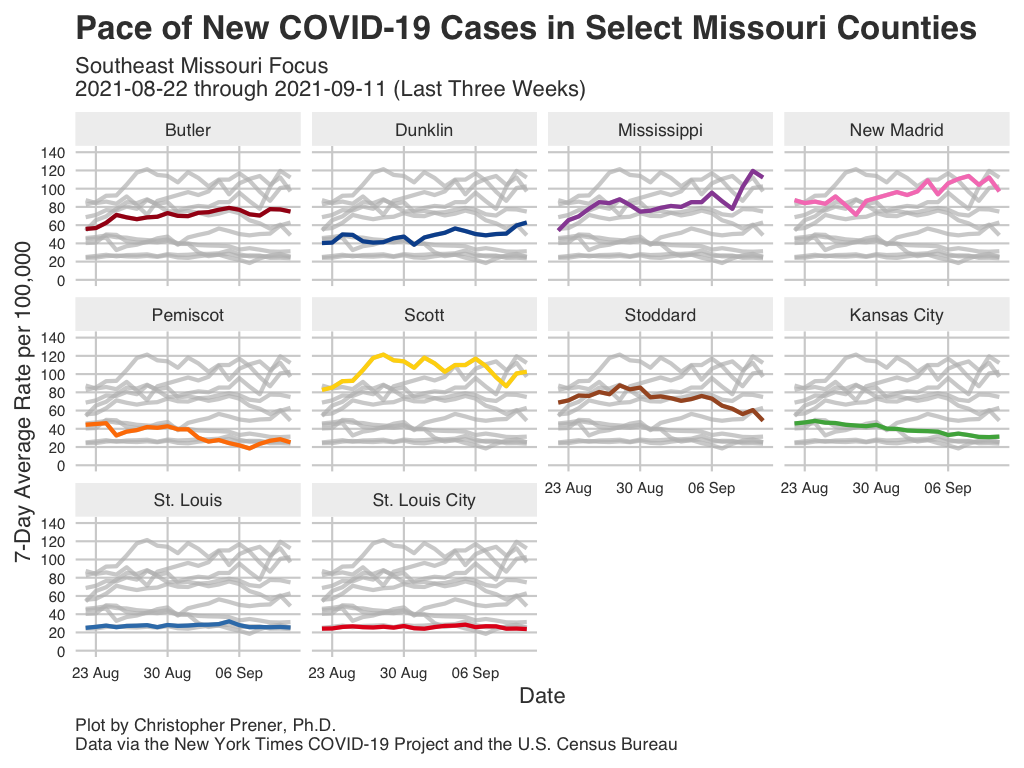 Pace of New COVID-19 Cases in Select Missouri Counties
Southeast Missouri Focus
2021-08-22 through 2021-09-11 (Last Three Weeks)
7-Day Average Rate per 100,000
Butler
Dunklin
Mississippi
New Madrid
140
120
100
80
60
40
20
0
Pemiscot
Scott
Stoddard
Kansas City
140
120
100
80
60
40
20
0
23 Aug
30 Aug
06 Sep
23 Aug
30 Aug
06 Sep
St. Louis
St. Louis City
140
120
100
80
60
40
20
0
23 Aug
30 Aug
06 Sep
23 Aug
30 Aug
06 Sep
Date
Plot by Christopher Prener, Ph.D.
Data via the New York Times COVID-19 Project and the U.S. Census Bureau